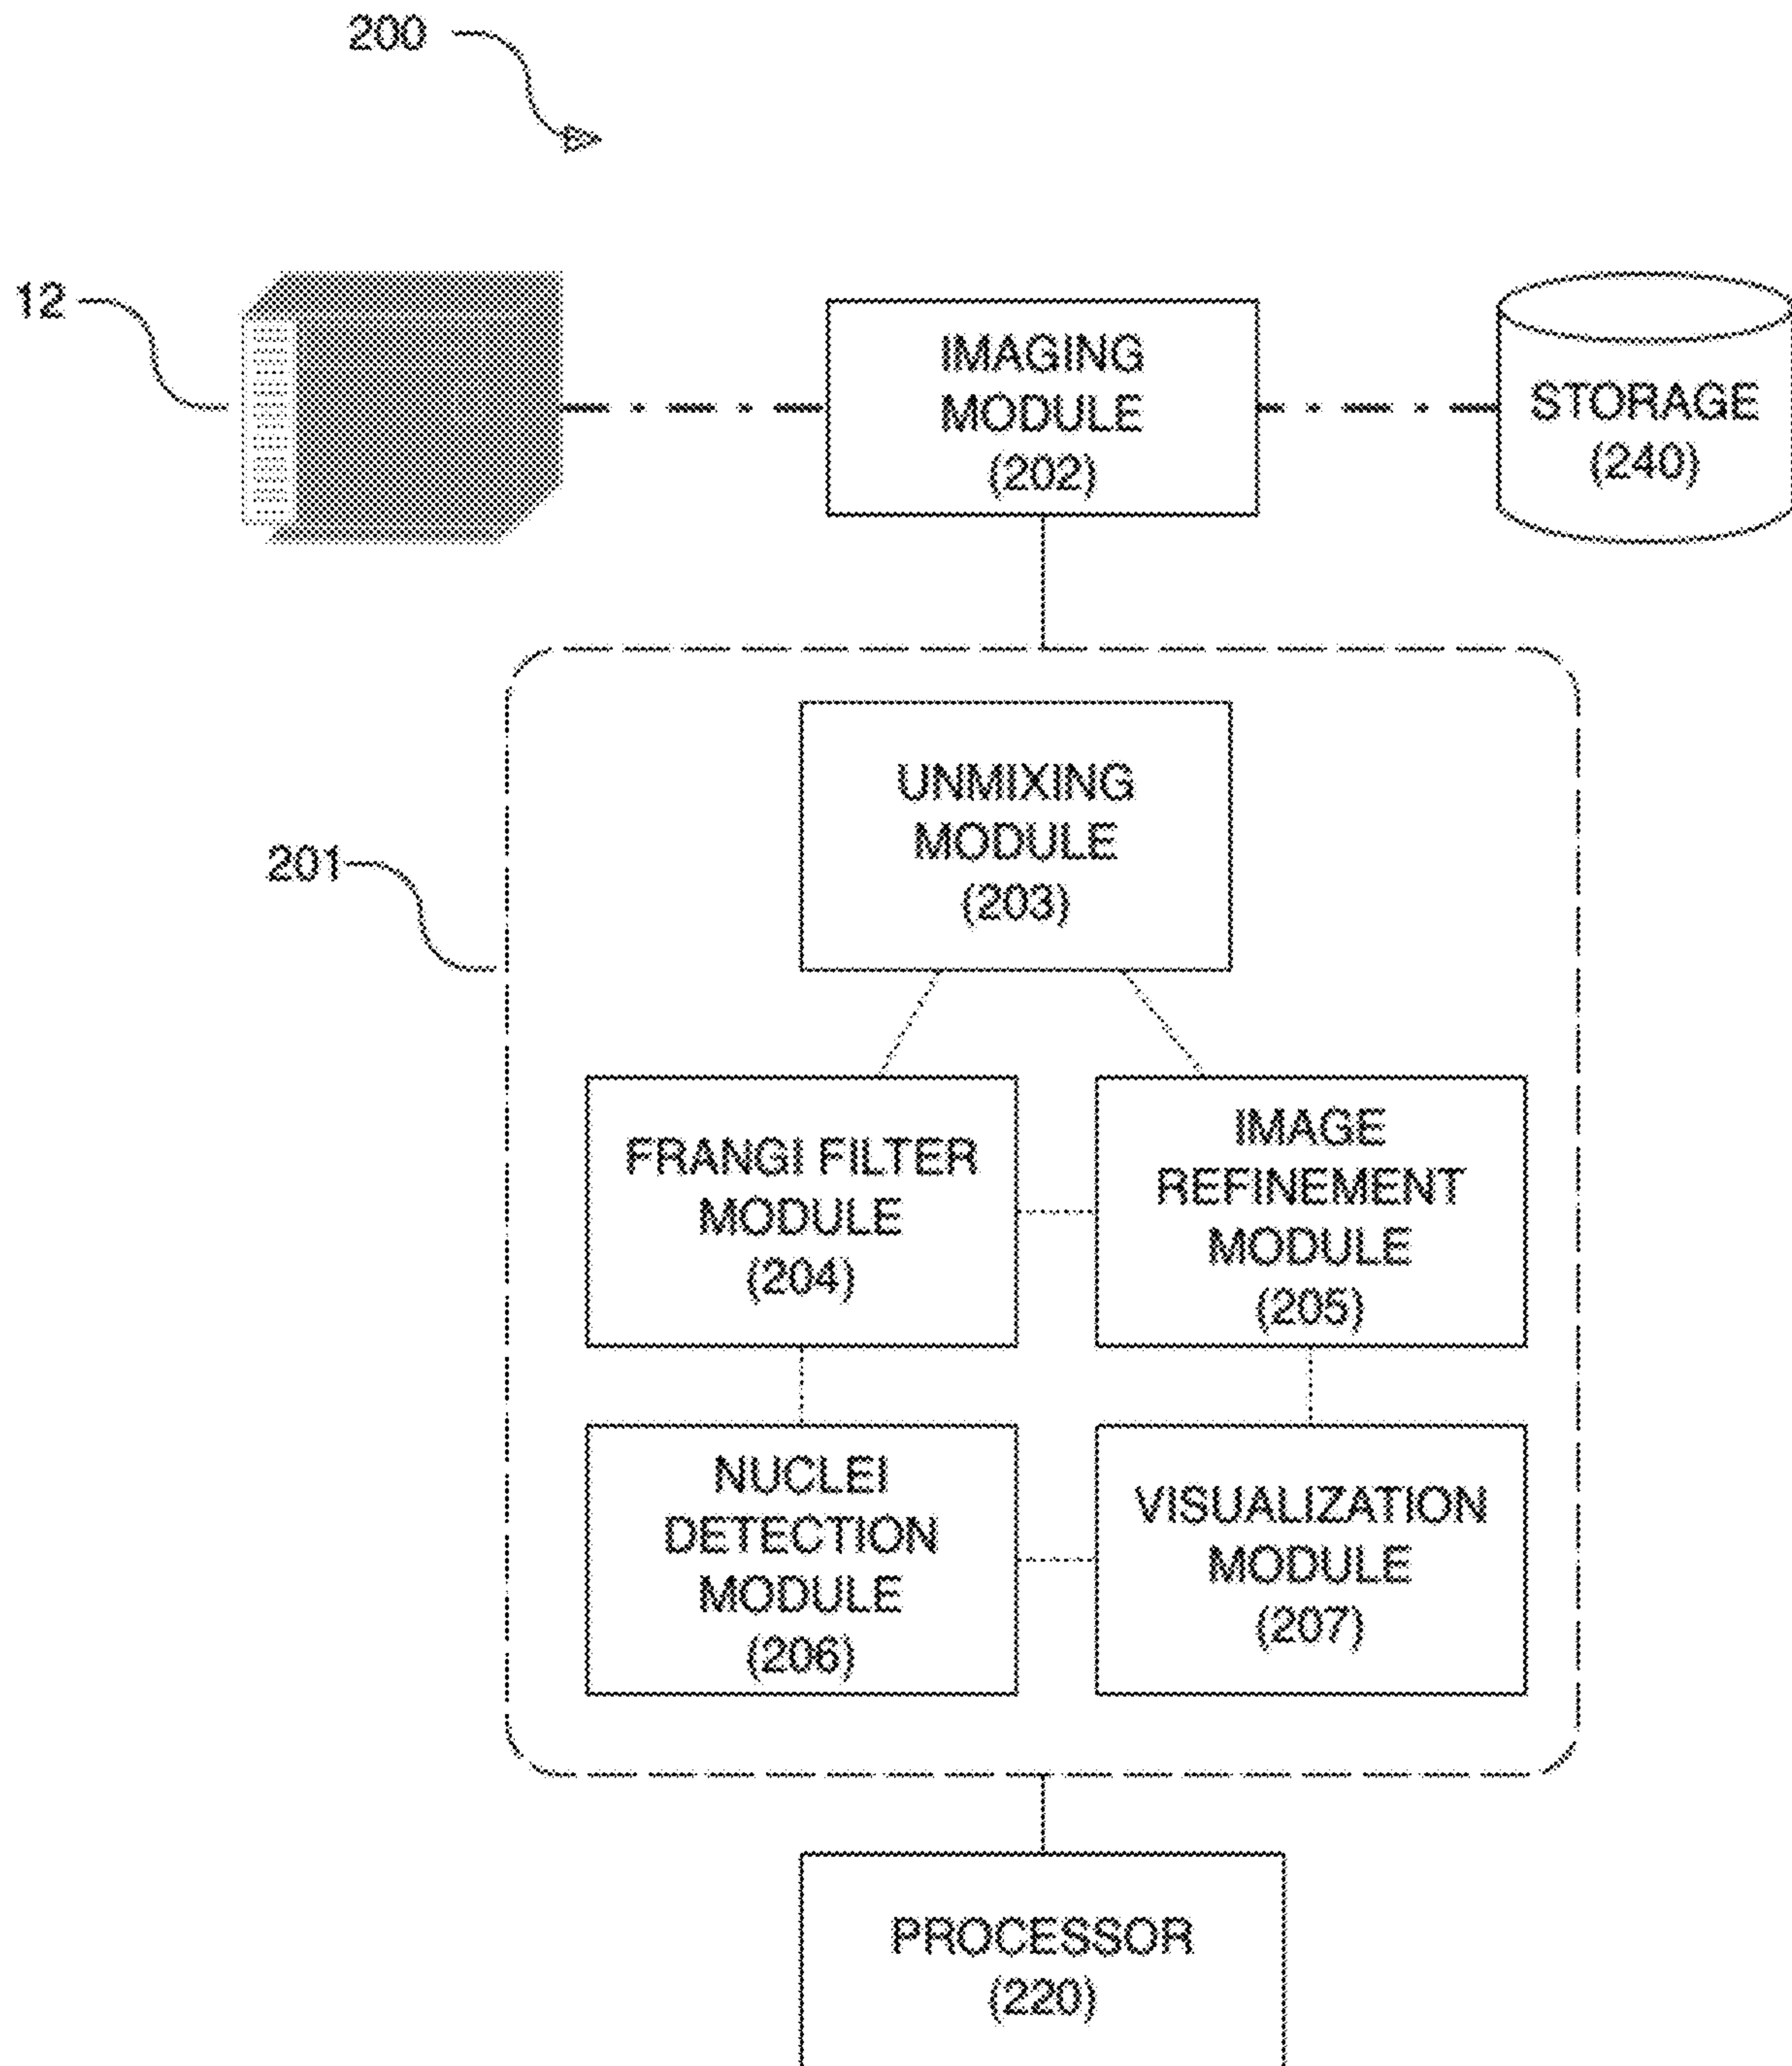 200
12
IMAGING
MODULE
(202)
STORAGE
(240)
UNMIXING
MODULE
(203)
201
FRANGI FILTER
MODULE
(204)
IMAGE
REFINEMENT
MODULE
(205)
NUCLEI
DETECTION
MODULE
(206)
VISUALIZATION
MODULE
(207)
PROCESSOR
(220)